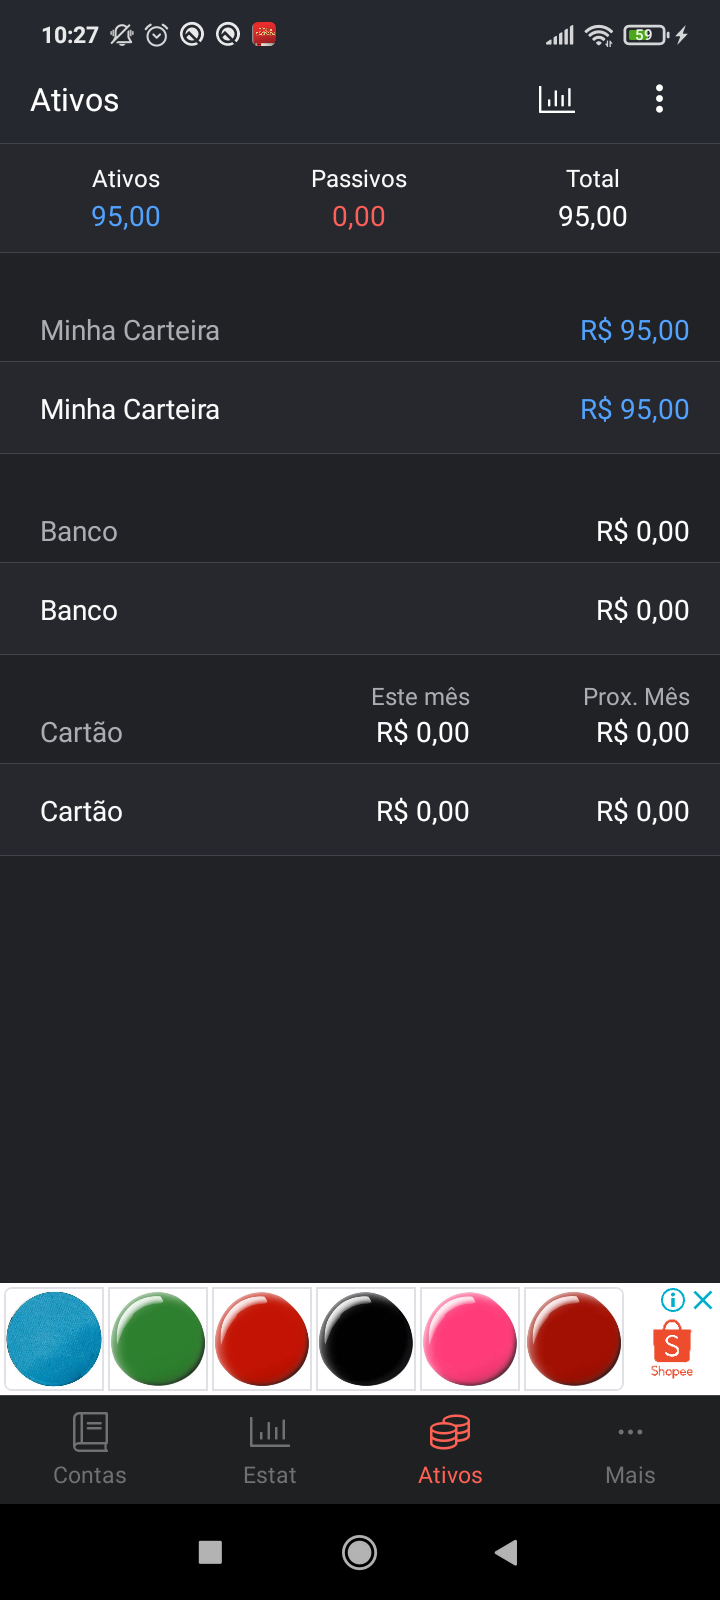 10:27 59
Ativos
Ativos Passivos Total
95,00 0,00 95,00
Minha Carteira R$ 95,00
Minha Carteira R$ 95,00
Banco R$ 0,00
Banco R$ 0,00
Este mês Prox. Mês
Cartão R$ 0,00 R$ 0,00
Cartão R$ 0,00 R$ 0,00
S
Shopee
Contas Estat Ativos Mais